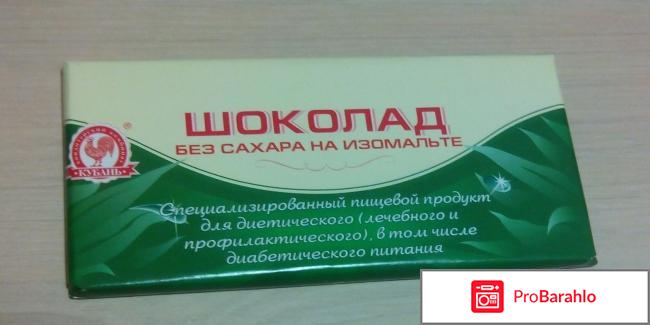 ШОКОЛАД
БЕЗ САХАРА НА ИЗОМАЛЬТЕ
®
КУБАНЬ
Специализированный пищевой продукт
для диетического (лечебного и
профилактического), в том числе
диабетического питания
ProBarahlo